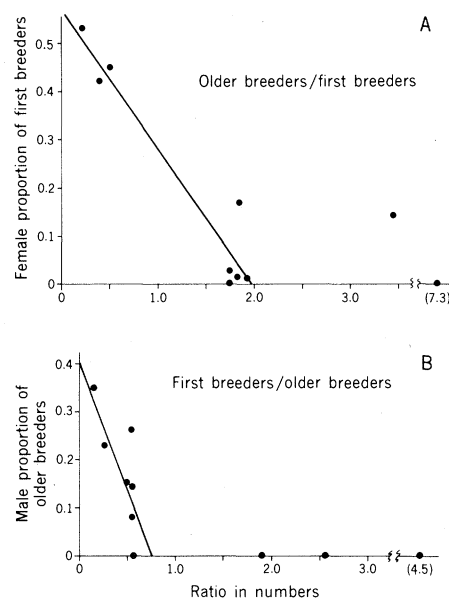 A
Female proportion of first breeders
0.5
0.4
0.3
0.2
0.1
0
Older breeders/first breeders
0 1.0 2.0 3.0 (7.3)
B
Male proportion of
older breeders
0.4
0.3
0.2
0.1
0
First breeders/older breeders
0 1.0 2.0 3.0 (4.5)
Ratio in numbers